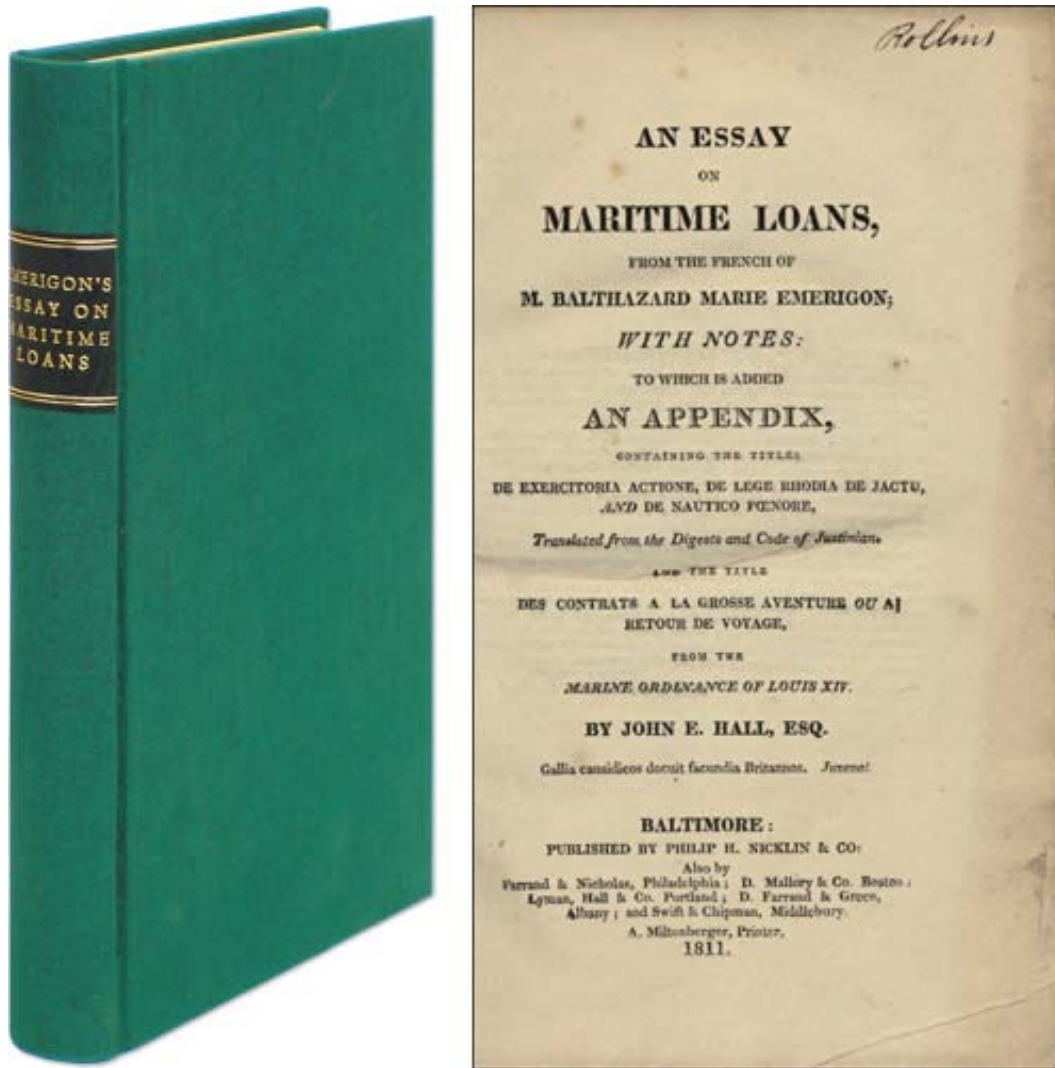 EMERIGON'S
ESSAY ON
MARITIME
LOANS
Rollins
AN ESSAY
ON
MARITIME LOANS,
FROM THE FRENCH OF
M. BALTHAZARD MARIE EMERIGON;
WITH NOTES:
TO WHICH IS ADDED
AN APPENDIX,
CONTAINING THE TITLES
DE EXERCITORIA ACTIONE, DE LEGE RHODIA DE JACTU,
AND DE NAUTICO FŒNORE,
Translated from the Digests and Code of Justinian.
AND THE TITLE
DES CONTRATS A LA GROSSE AVENTURE OU A
RETOUR DE VOYAGE,
FROM THE
MARINE ORDINANCE OF LOUIS XIV.
BY JOHN E. HALL, ESQ.
Gallia causidicos docuit facundia Britannos. Juvenal.
BALTIMORE:
PUBLISHED BY PHILIP H. NICKLIN & CO:
Also by
Farrand & Nicholas, Philadelphia; D. Mallory & Co. Boston;
Lyman, Hall & Co. Portland; D. Farrand & Green,
Albany; and Swift & Chipman, Middlebury.
A. Miltenberger, Printer.
1811.